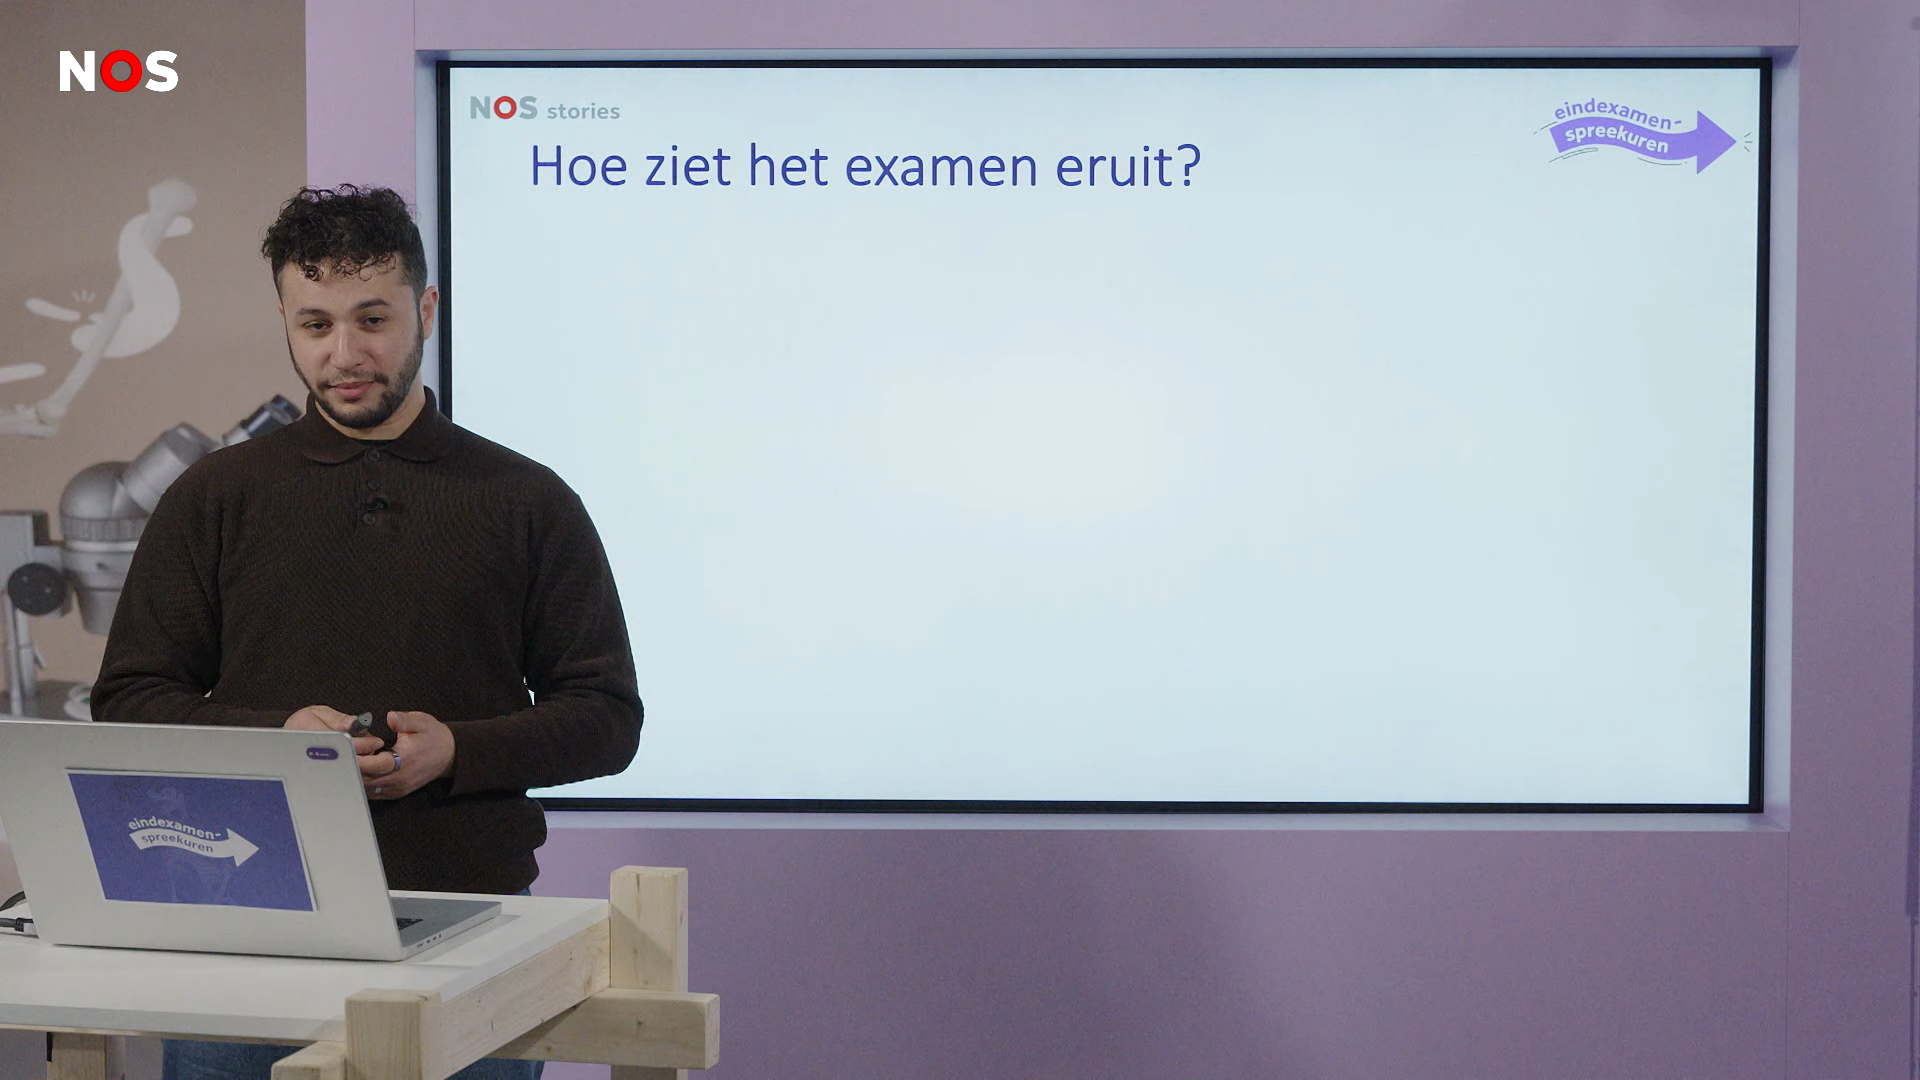 NOS
NOS stories
eindexamen-
spreekuren
Hoe ziet het examen eruit?
eindexamen-
spreekuren